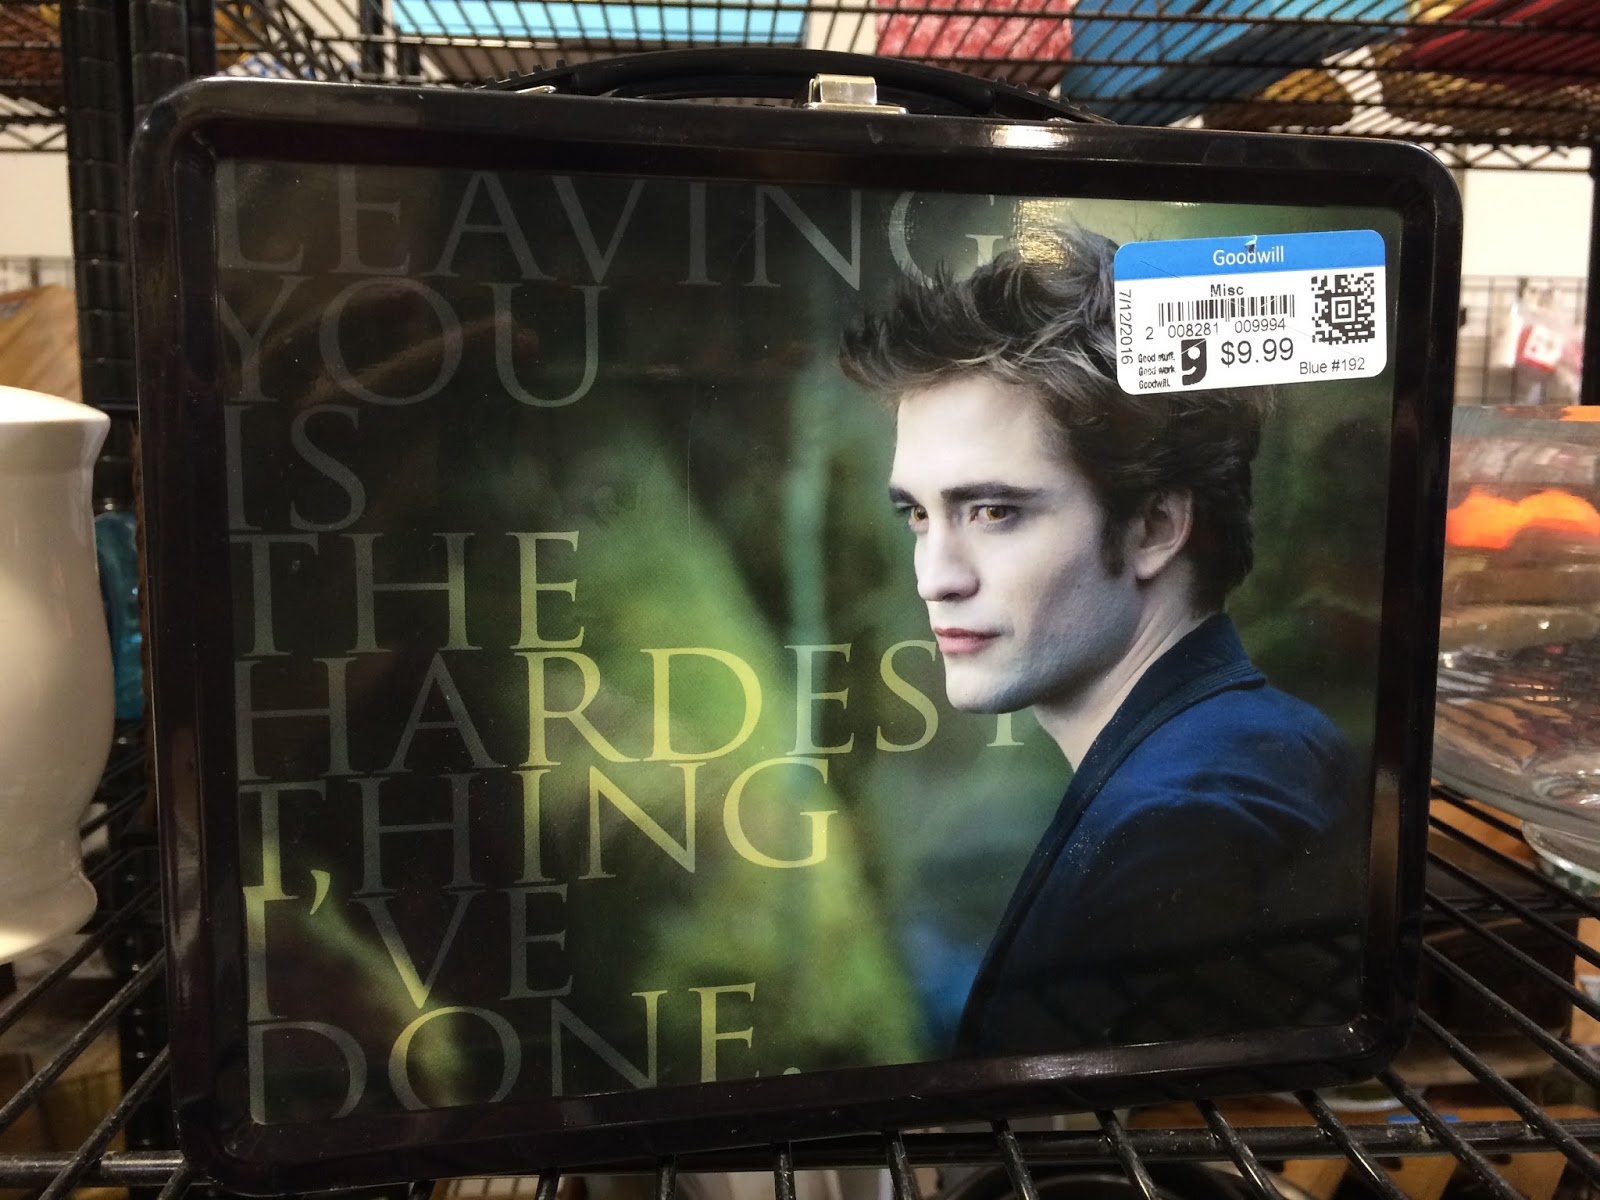 LEAVING
YOU
IS
THE
HARDEST
THING
I'VE
DONE.
Goodwill
Misc
7/12/2016
2 008281 009994
Good stuff.
Good work.
Goodwill.
$9.99
Blue #192